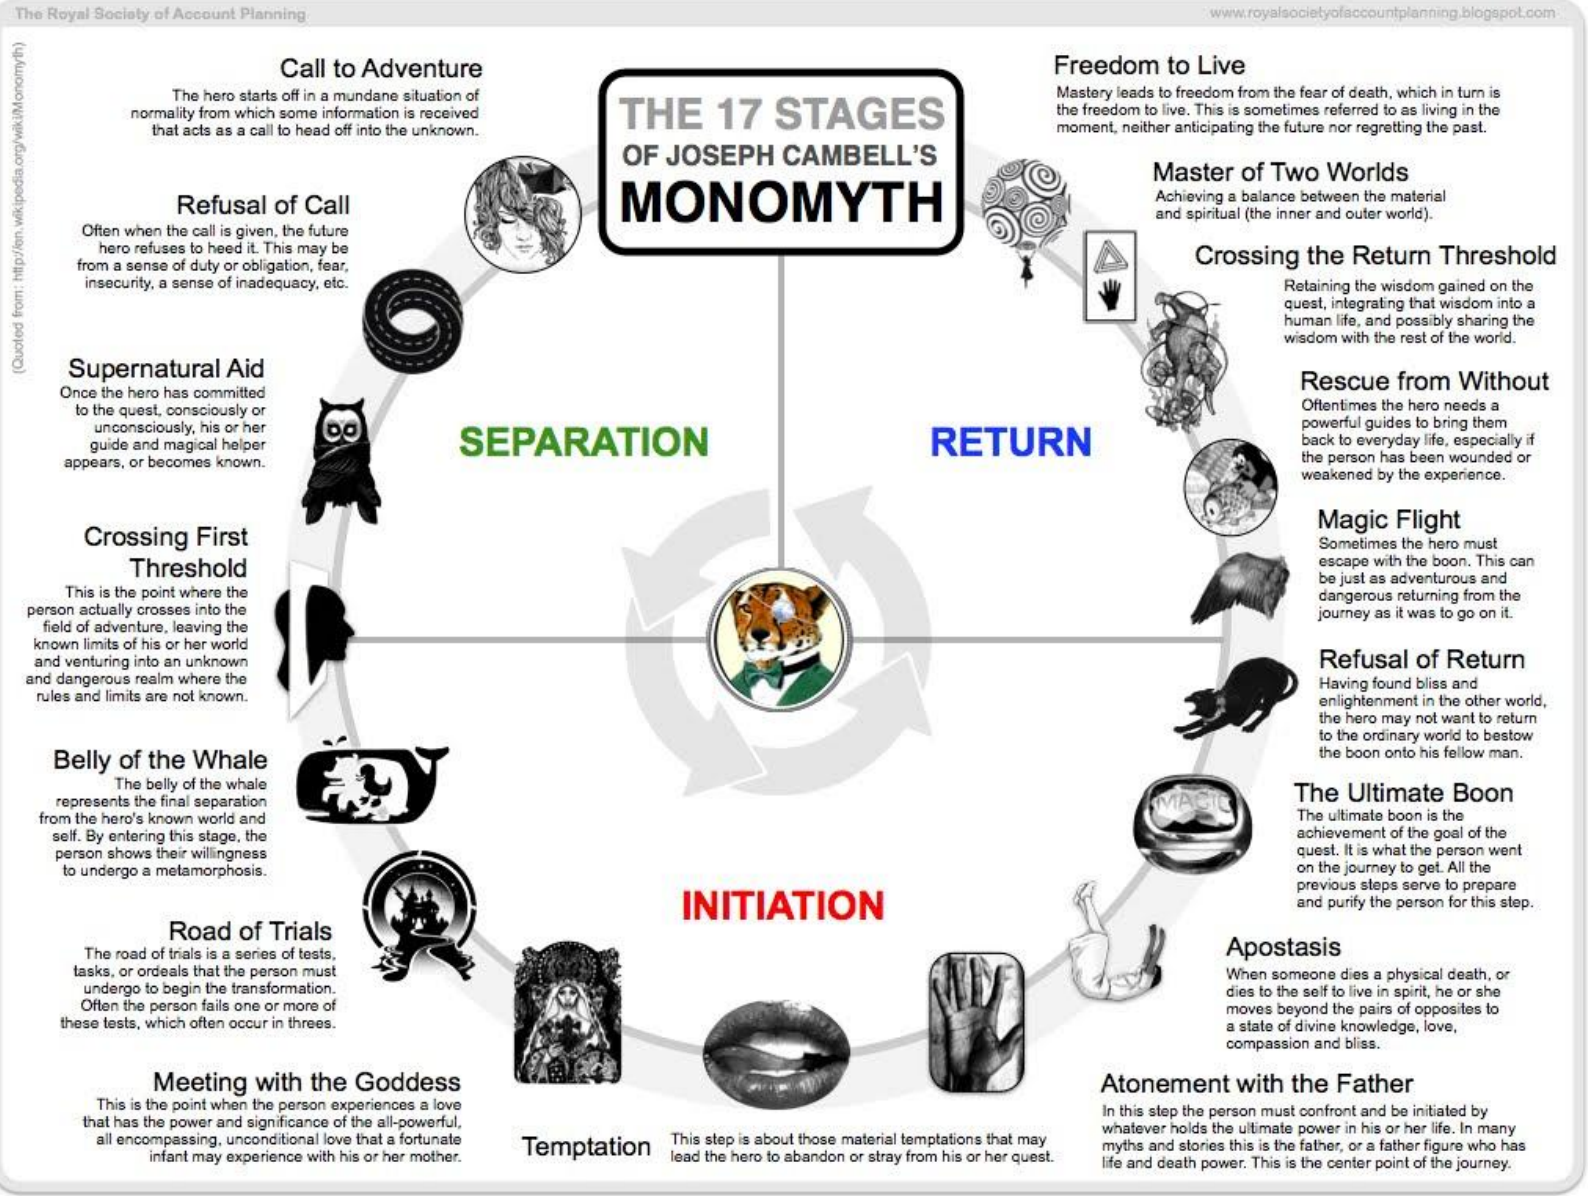 The Royal Society of Account Planning
www.royalsocietyofaccountplanning.blogspot.com
(Quoted from: http://en.wikipedia.org/wiki/Monomyth)
THE 17 STAGES
OF JOSEPH CAMBELL'S
MONOMYTH
Call to Adventure
The hero starts off in a mundane situation of
normality from which some information is received
that acts as a call to head off into the unknown.
Refusal of Call
Often when the call is given, the future
hero refuses to heed it. This may be
from a sense of duty or obligation, fear,
insecurity, a sense of inadequacy, etc.
Supernatural Aid
Once the hero has committed
to the quest, consciously or
unconsciously, his or her
guide and magical helper
appears, or becomes known.
Crossing First
Threshold
This is the point where the
person actually crosses into the
field of adventure, leaving the
known limits of his or her world
and venturing into an unknown
and dangerous realm where the
rules and limits are not known.
Belly of the Whale
The belly of the whale
represents the final separation
from the hero's known world and
self. By entering this stage, the
person shows their willingness
to undergo a metamorphosis.
Road of Trials
The road of trials is a series of tests,
tasks, or ordeals that the person must
undergo to begin the transformation.
Often the person fails one or more of
these tests, which often occur in threes.
Meeting with the Goddess
This is the point when the person experiences a love
that has the power and significance of the all-powerful,
all encompassing, unconditional love that a fortunate
infant may experience with his or her mother.
Temptation
This step is about those material temptations that may
lead the hero to abandon or stray from his or her quest.
SEPARATION
RETURN
INITIATION
Freedom to Live
Mastery leads to freedom from the fear of death, which in turn is
the freedom to live. This is sometimes referred to as living in the
moment, neither anticipating the future nor regretting the past.
Master of Two Worlds
Achieving a balance between the material
and spiritual (the inner and outer world).
Crossing the Return Threshold
Retaining the wisdom gained on the
quest, integrating that wisdom into a
human life, and possibly sharing the
wisdom with the rest of the world.
Rescue from Without
Oftentimes the hero needs a
powerful guides to bring them
back to everyday life, especially if
the person has been wounded or
weakened by the experience.
Magic Flight
Sometimes the hero must
escape with the boon. This can
be just as adventurous and
dangerous returning from the
journey as it was to go on it.
Refusal of Return
Having found bliss and
enlightenment in the other world,
the hero may not want to return
to the ordinary world to bestow
the boon onto his fellow man.
MAGIC
The Ultimate Boon
The ultimate boon is the
achievement of the goal of the
quest. It is what the person went
on the journey to get. All the
previous steps serve to prepare
and purify the person for this step.
Apostasis
When someone dies a physical death, or
dies to the self to live in spirit, he or she
moves beyond the pairs of opposites to
a state of divine knowledge, love,
compassion and bliss.
Atonement with the Father
In this step the person must confront and be initiated by
whatever holds the ultimate power in his or her life. In many
myths and stories this is the father, or a father figure who has
life and death power. This is the center point of the journey.